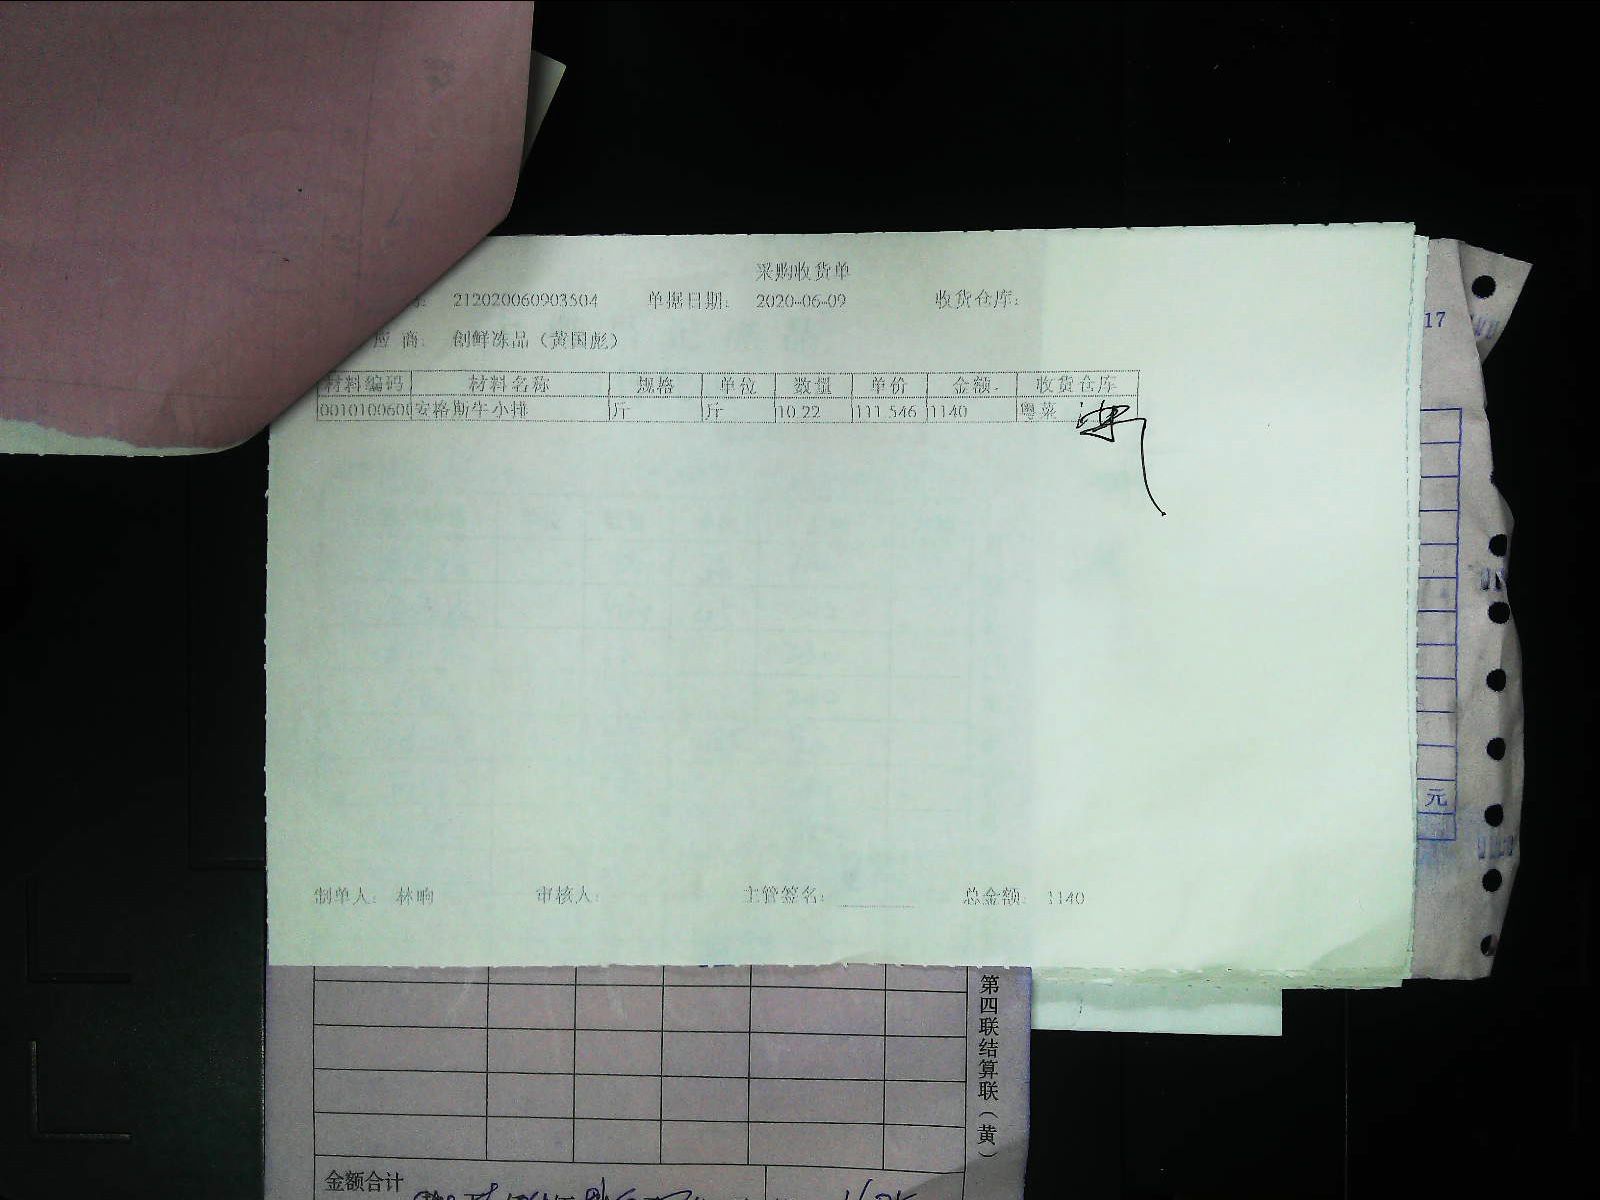 采购收货单
212020060903504 单据日期: 2020-06-09 收货仓库:
应 商: 创鲜冻品（黄国彪）
材料编码 材料名称 规格 单位 数量 单价 金额 收货仓库
0010100600 安格斯牛小排 斤 斤 10.22 111.546 1140 粤菜
17
元
制单人: 林响 审核人: 主管签名: 总金额: 1140
第四联结算联（黄）
金额合计